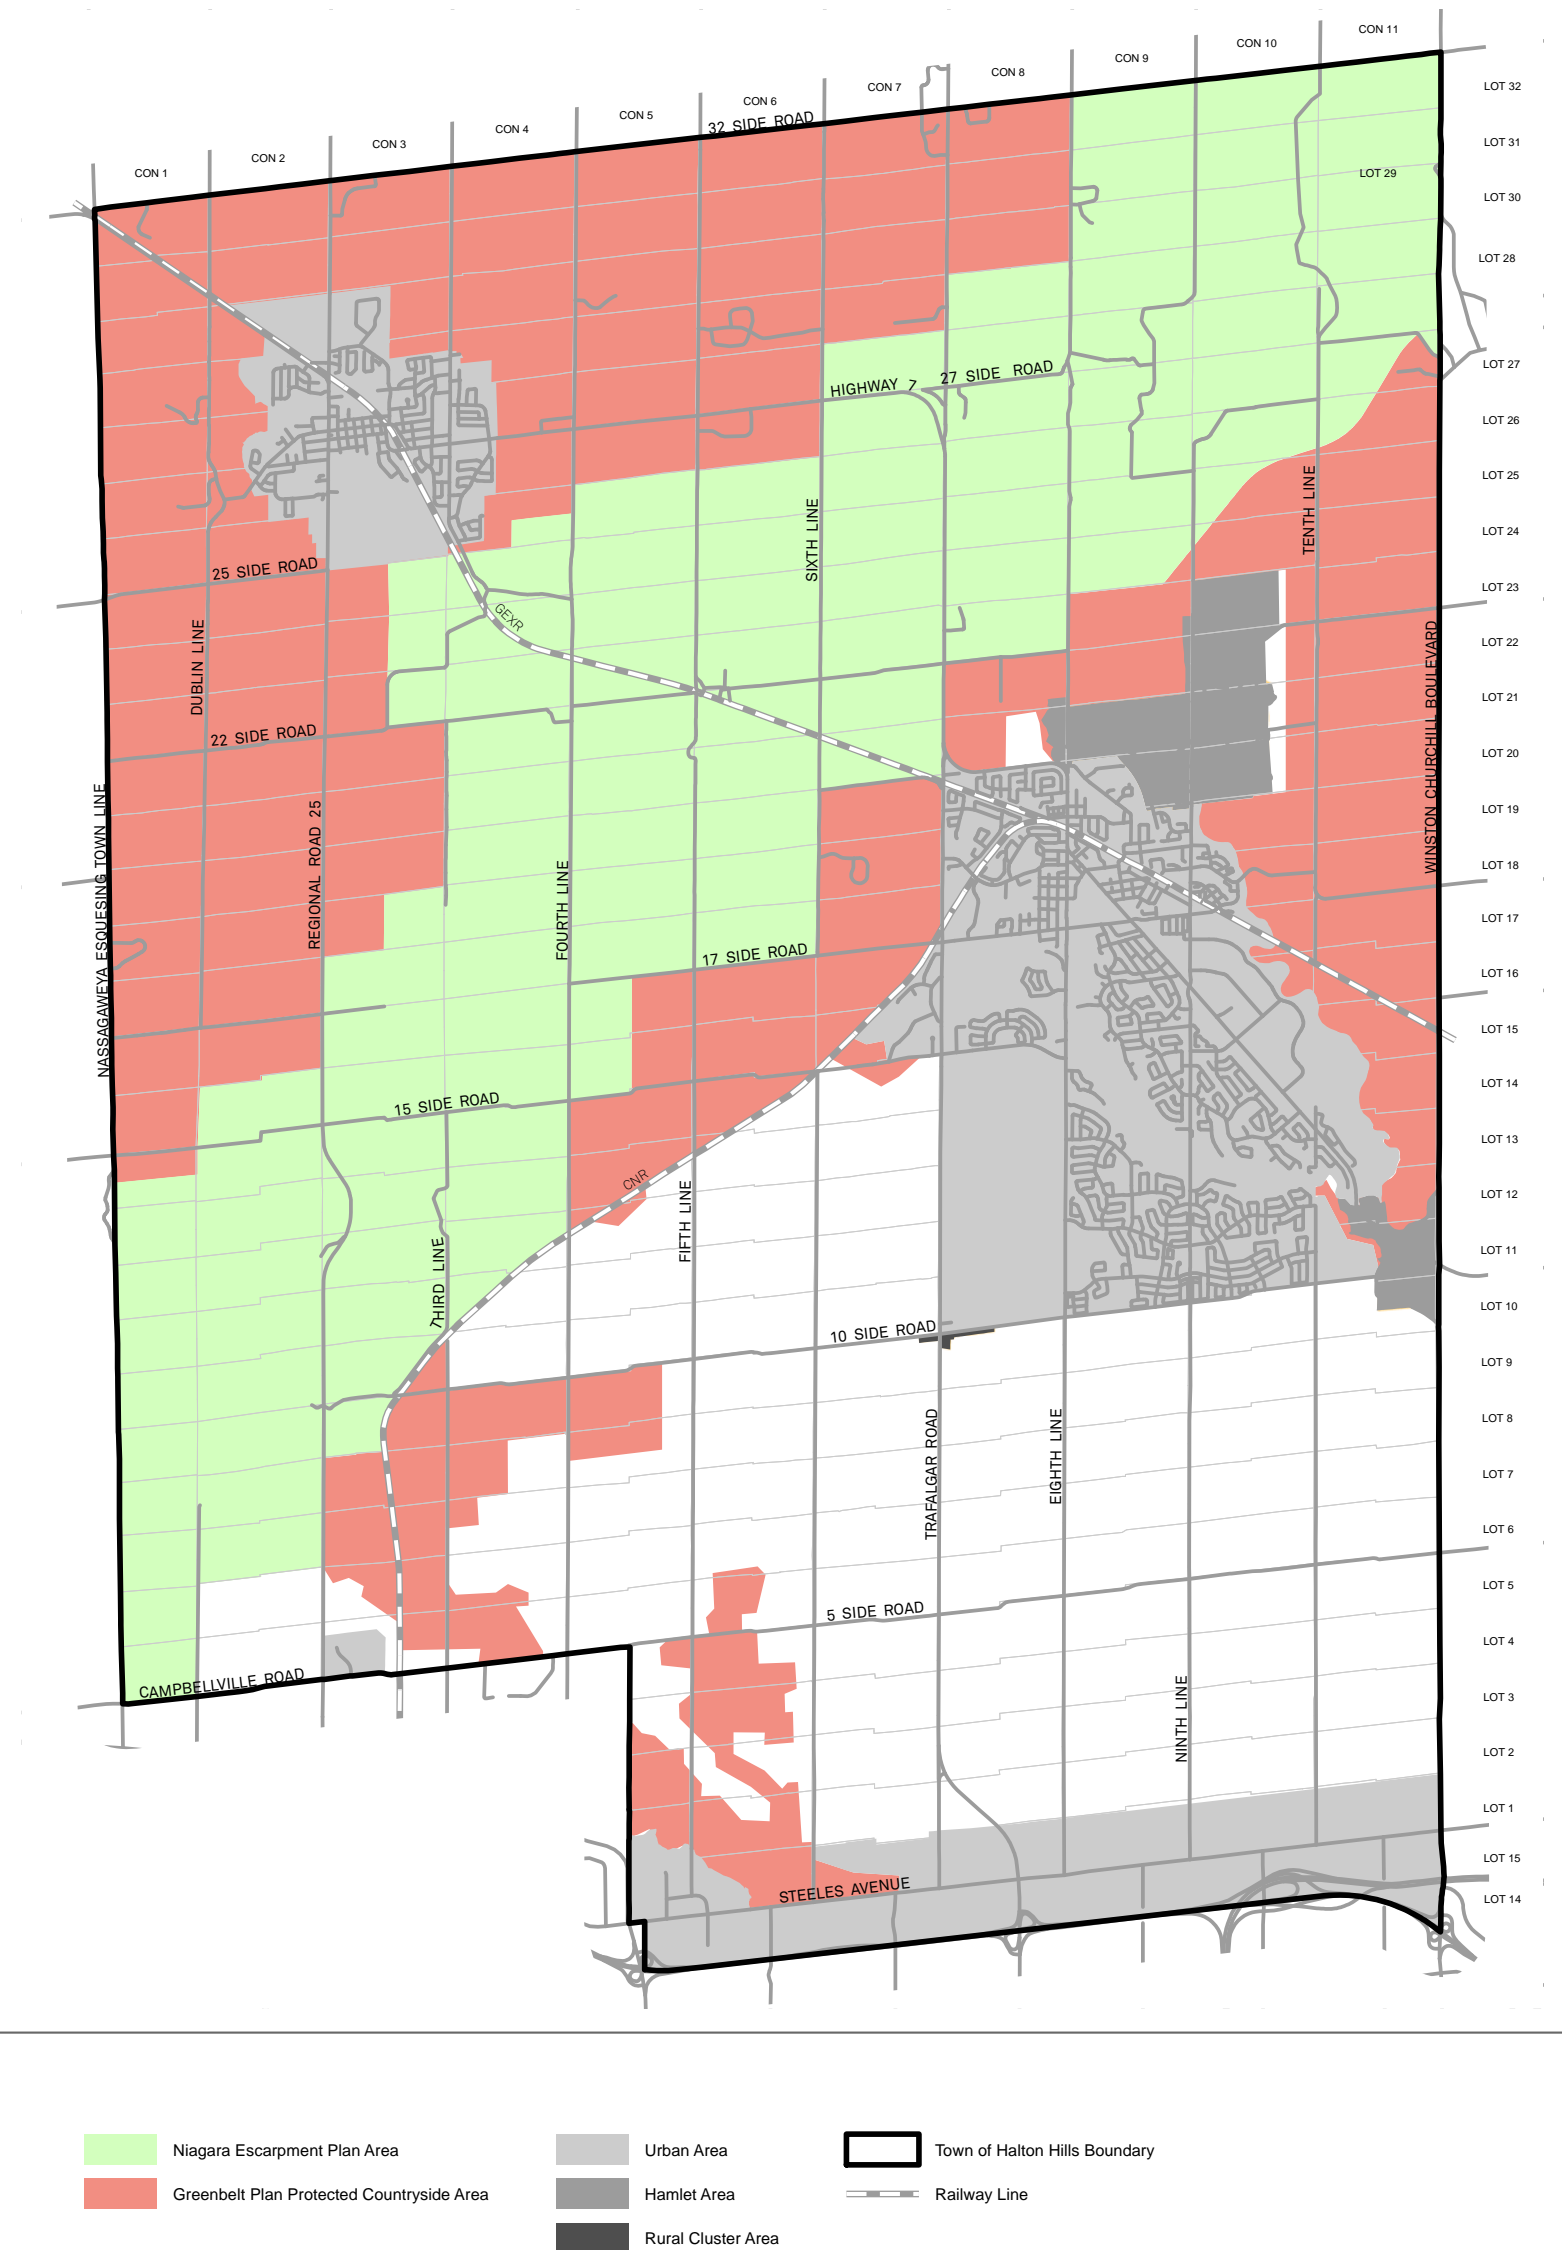 CON 11
CON 10
CON 9
CON 8
CON 7
CON 6
CON 5
CON 4
CON 3
CON 2
CON 1
32 SIDE ROAD
LOT 32
LOT 31
LOT 29
LOT 30
LOT 28
LOT 27
HIGHWAY 7
27 SIDE ROAD
LOT 26
LOT 25
TENTH LINE
SIXTH LINE
LOT 24
25 SIDE ROAD
LOT 23
GEXR
DUBLIN LINE
LOT 22
LOT 21
22 SIDE ROAD
LOT 20
WINSTON CHURCHILL BOULEVARD
LOT 19
NASSAGAWEYA ESQUESING TOWN LINE
REGIONAL ROAD 25
FOURTH LINE
LOT 18
LOT 17
17 SIDE ROAD
LOT 16
LOT 15
LOT 14
15 SIDE ROAD
LOT 13
CNR
LOT 12
FIFTH LINE
LOT 11
THIRD LINE
LOT 10
10 SIDE ROAD
LOT 9
LOT 8
TRAFALGAR ROAD
EIGHTH LINE
LOT 7
LOT 6
LOT 5
5 SIDE ROAD
LOT 4
CAMPBELLVILLE ROAD
LOT 3
NINTH LINE
LOT 2
LOT 1
LOT 15
STEELES AVENUE
LOT 14
Niagara Escarpment Plan Area
Greenbelt Plan Protected Countryside Area
Urban Area
Hamlet Area
Rural Cluster Area
Town of Halton Hills Boundary
Railway Line